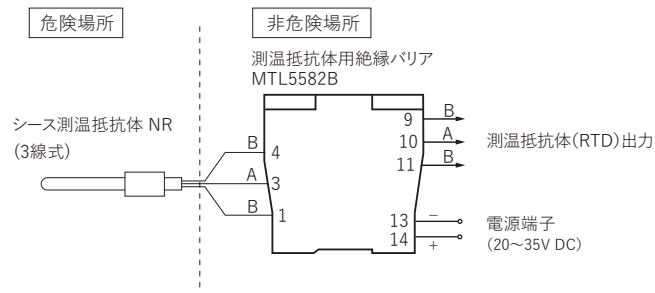 危険場所
非危険場所
測温抵抗体用絶縁バリア
MTL5582B
シース測温抵抗体 NR
(3線式)
B
4
A
3
B
1
9
B
10
A
11
B
測温抵抗体(RTD)出力
13
−
14
+
電源端子
(20～35V DC)